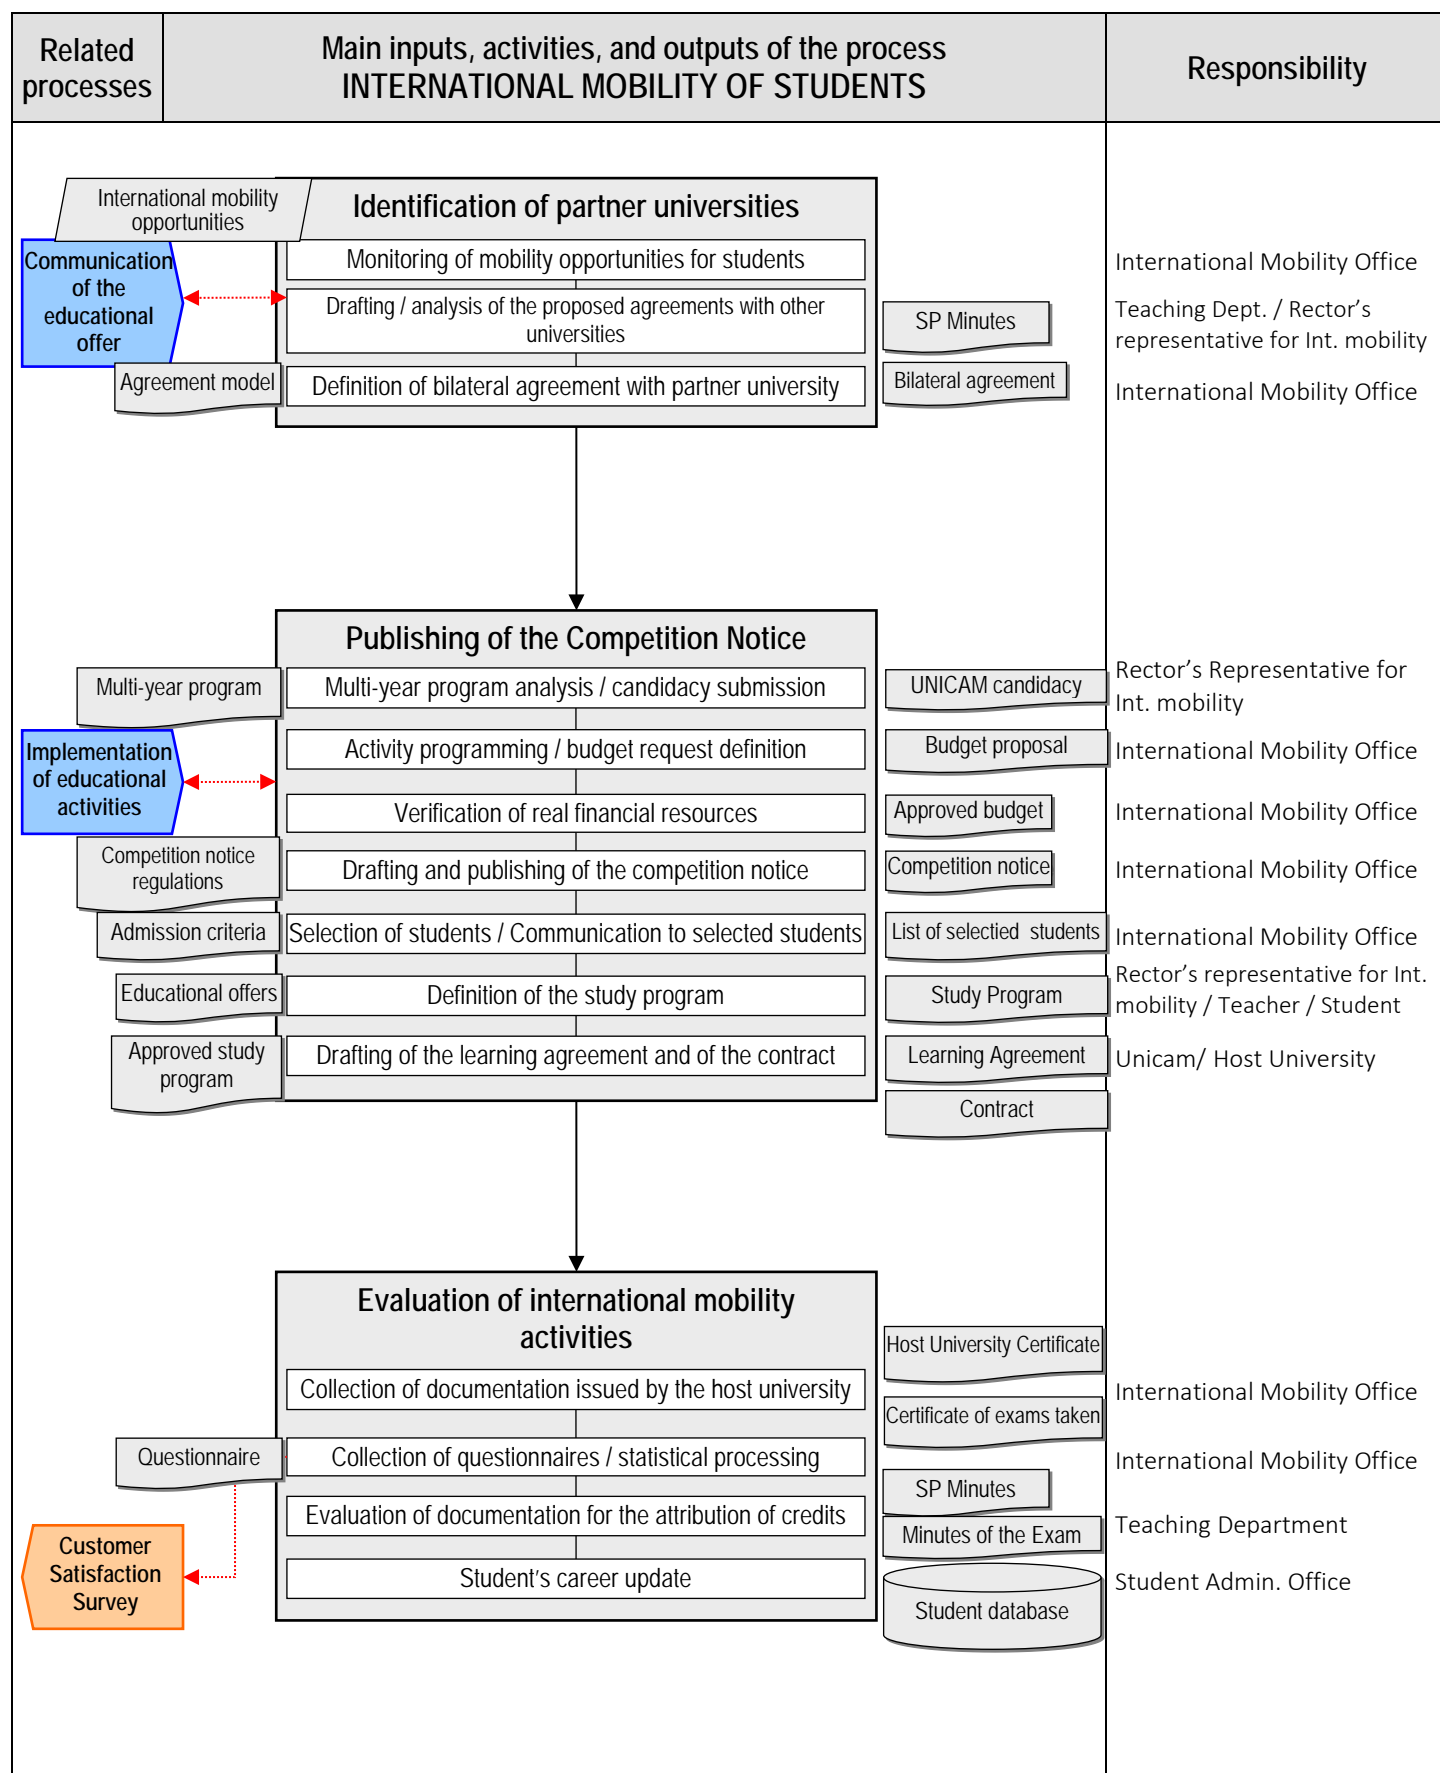 Related
processes
Main inputs, activities, and outputs of the process
INTERNATIONAL MOBILITY OF STUDENTS
Responsibility
International mobility
opportunities
Identification of partner universities
Communication
of the
educational
offer
Monitoring of mobility opportunities for students
International Mobility Office
Drafting / analysis of the proposed agreements with other
universities
SP Minutes
Teaching Dept. / Rector's
representative for Int. mobility
Agreement model
Definition of bilateral agreement with partner university
Bilateral agreement
International Mobility Office
Publishing of the Competition Notice
Multi-year program
Multi-year program analysis / candidacy submission
UNICAM candidacy
Rector's Representative for
Int. mobility
Implementation
of educational
activities
Activity programming / budget request definition
Budget proposal
International Mobility Office
Verification of real financial resources
Approved budget
International Mobility Office
Competition notice
regulations
Drafting and publishing of the competition notice
Competition notice
International Mobility Office
Admission criteria
Selection of students / Communication to selected students
List of selectied students
International Mobility Office
Educational offers
Definition of the study program
Study Program
Rector's representative for Int.
mobility / Teacher / Student
Approved study
program
Drafting of the learning agreement and of the contract
Learning Agreement
Unicam/ Host University
Contract
Evaluation of international mobility
activities
Host University Certificate
Collection of documentation issued by the host university
Certificate of exams taken
International Mobility Office
Questionnaire
Collection of questionnaires / statistical processing
International Mobility Office
SP Minutes
Evaluation of documentation for the attribution of credits
Minutes of the Exam
Teaching Department
Customer
Satisfaction
Survey
Student's career update
Student database
Student Admin. Office